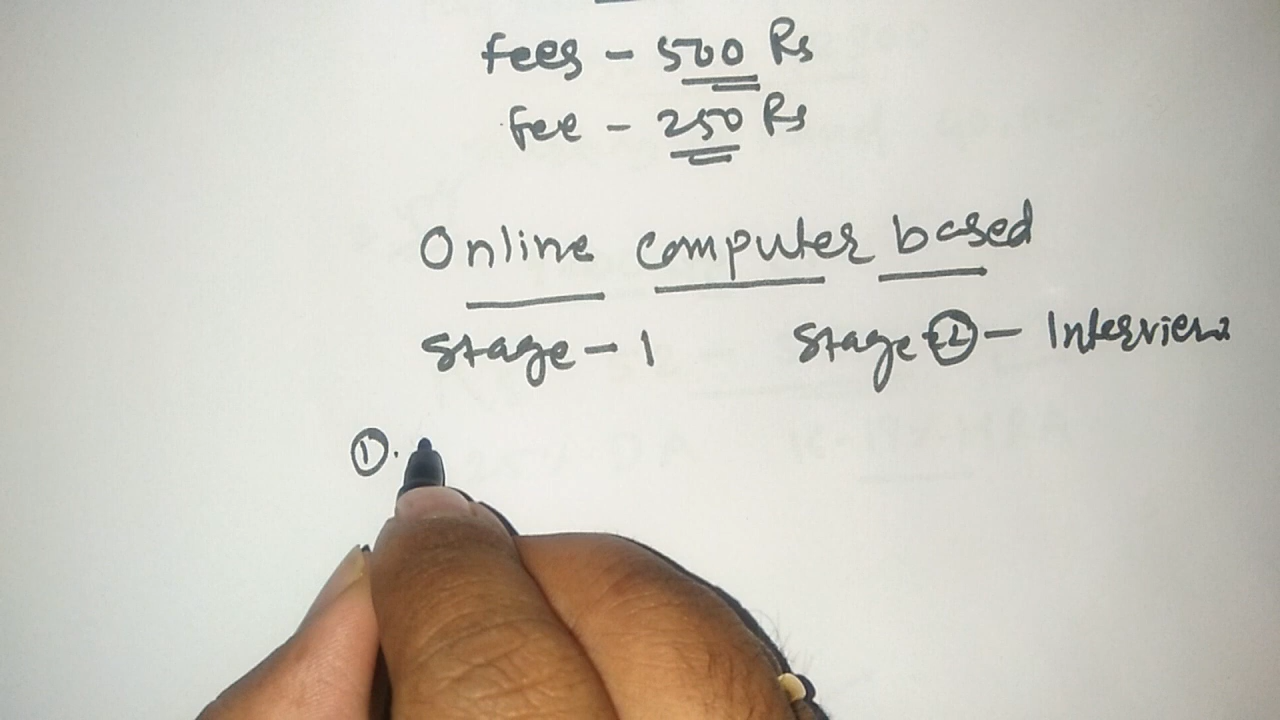 fees - 500 Rs
fee - 250 Rs
Online computer based
Stage - 1 Stage - 2 - Interview
1.